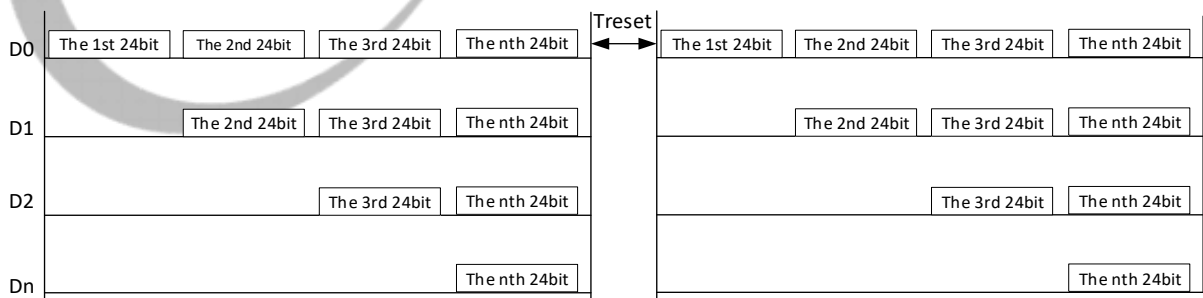 Treset
D0 The 1st 24bit The 2nd 24bit The 3rd 24bit The nth 24bit The 1st 24bit The 2nd 24bit The 3rd 24bit The nth 24bit
D1 The 2nd 24bit The 3rd 24bit The nth 24bit The 2nd 24bit The 3rd 24bit The nth 24bit
D2 The 3rd 24bit The nth 24bit The 3rd 24bit The nth 24bit
Dn The nth 24bit The nth 24bit